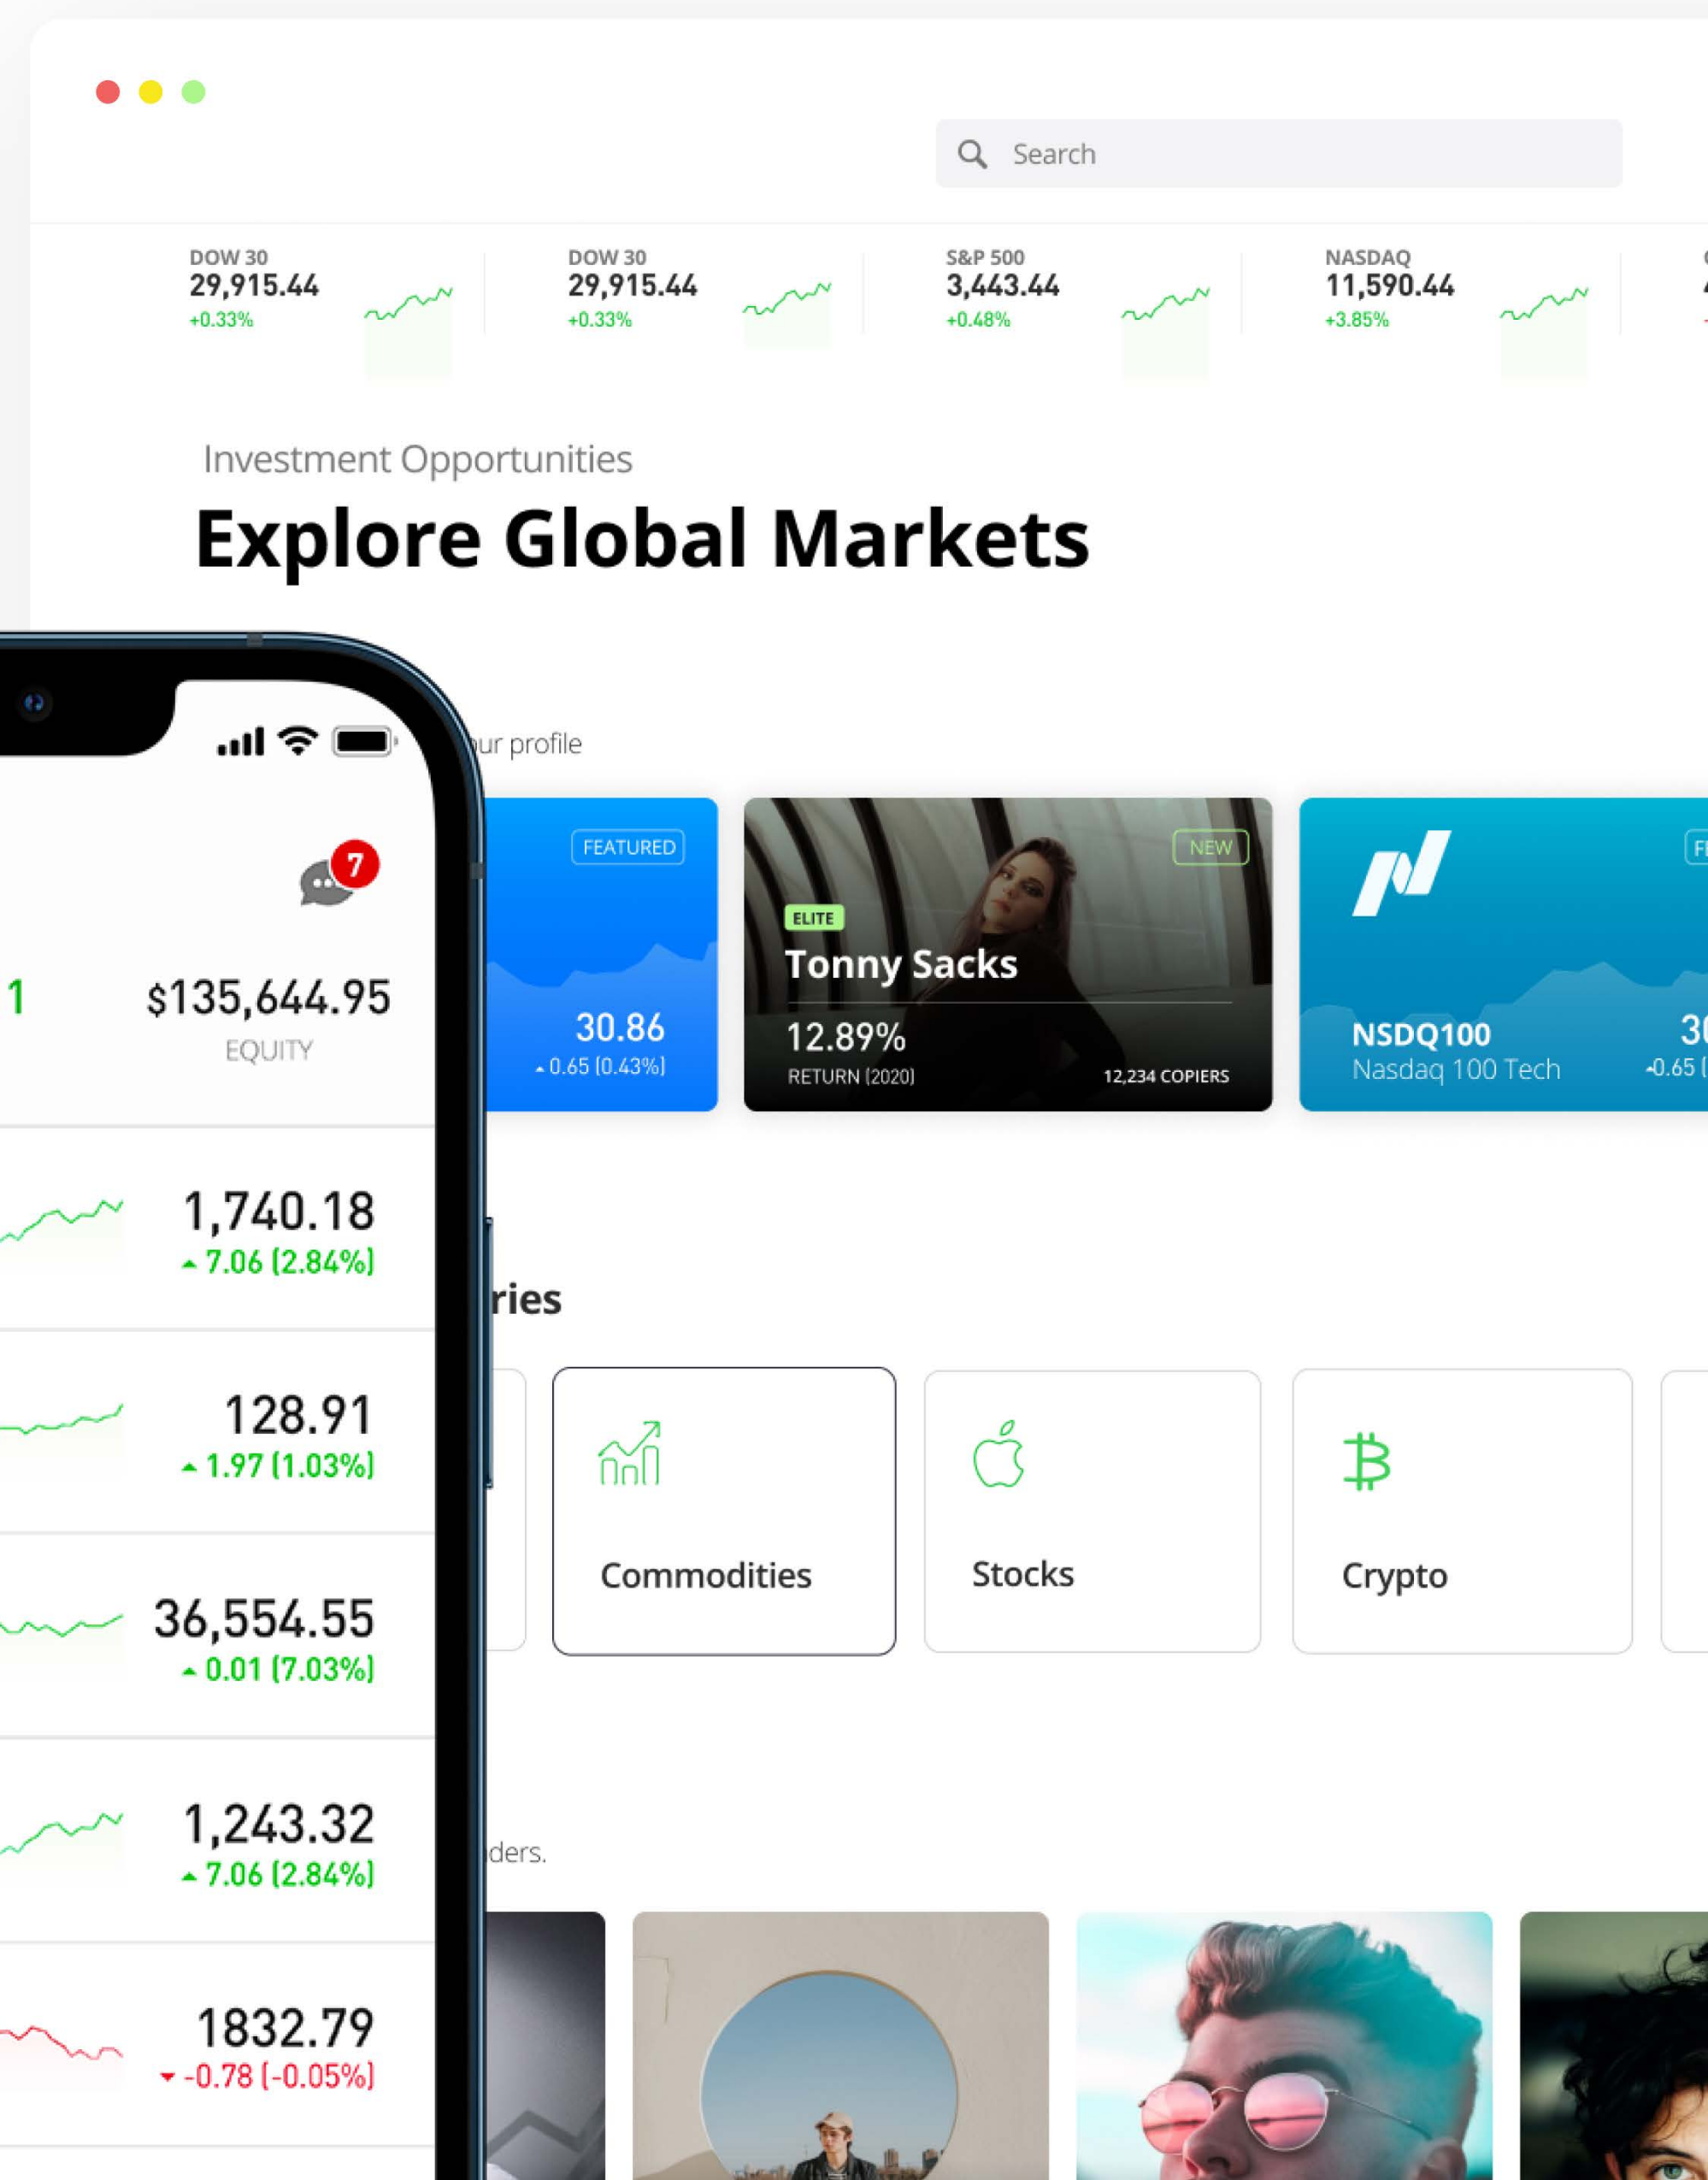 Search
DOW 30
29,915.44
+0.33%
DOW 30
29,915.44
+0.33%
S&P 500
3,443.44
+0.48%
NASDAQ
11,590.44
+3.85%
Investment Opportunities
Explore Global Markets
profile
FEATURED
30.86
0.65 (0.43%)
NEW
ELITE
Tonny Sacks
12.89%
RETURN (2020)
12,234 COPIERS
NSDQ100
Nasdaq 100 Tech
0.65
7
1
$135,644.95
EQUITY
1,740.18
7.06 (2.84%)
128.91
1.97 (1.03%)
36,554.55
0.01 (7.03%)
1,243.32
7.06 (2.84%)
1832.79
-0.78 (-0.05%)
Commodities
Stocks
Crypto